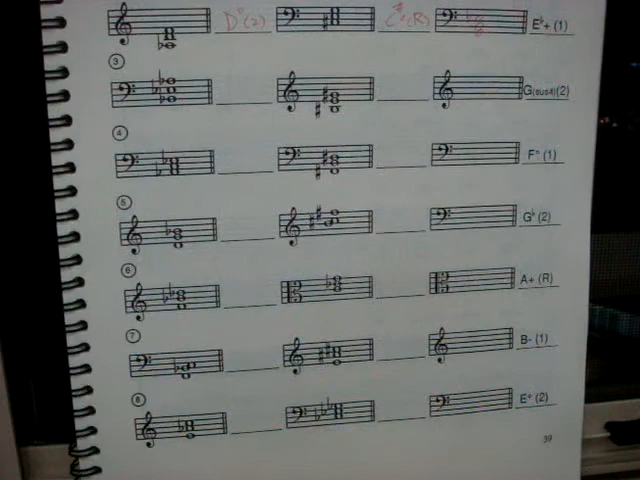 D°(2) C#°(R) E♭+ (1)
3
G(sus4)(2)
4
F° (1)
5
G♭ (2)
6
A+ (R)
7
B- (1)
8
E° (2)
39